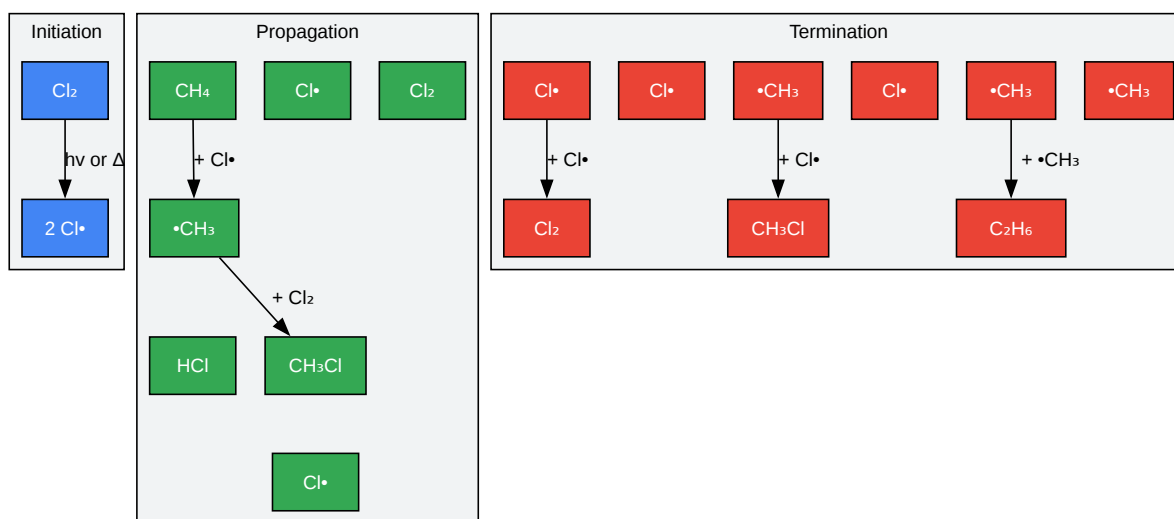 Initiation
Cl₂
hν or Δ
2 Cl•
Propagation
CH₄
Cl•
Cl₂
+ Cl•
•CH₃
+ Cl₂
HCl
CH₃Cl
Cl•
Termination
Cl•
Cl•
•CH₃
Cl•
•CH₃
•CH₃
+ Cl•
+ Cl•
+ •CH₃
Cl₂
CH₃Cl
C₂H₆